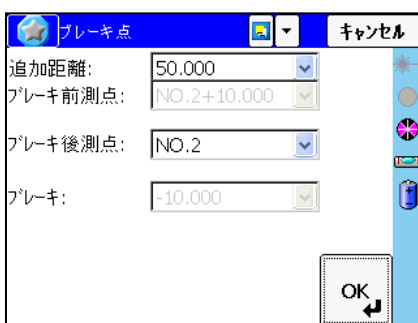 ブレーキ点 キャンセル
追加距離: 50.000
ブレーキ前測点: NO.2+10.000
ブレーキ後測点: NO.2
ブレーキ: -10.000
OK